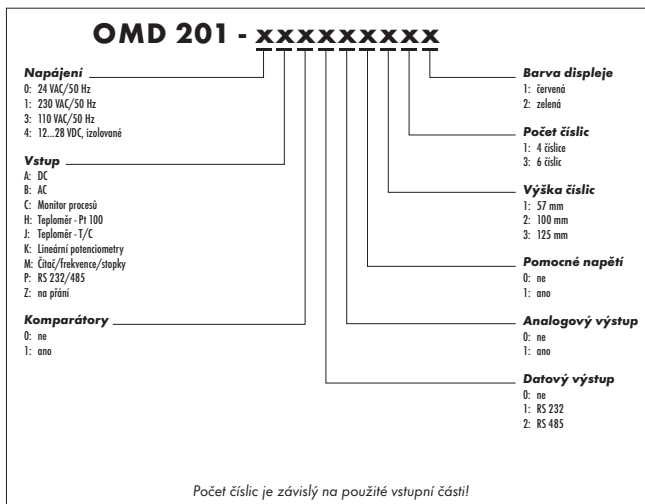 OMD 201 - xxxxxxxxx
Napájení
0: 24 VAC/50 Hz
1: 230 VAC/50 Hz
3: 110 VAC/50 Hz
4: 12...28 VDC, izolované
Vstup
A: DC
B: AC
C: Monitor procesů
H: Teploměr - Pt 100
J: Teploměr - T/C
K: Lineární potenciometry
M: Čítač/frekvence/stopky
P: RS 232/485
Z: na přání
Komparátory
0: ne
1: ano
Barva displeje
1: červená
2: zelená
Počet číslic
1: 4 číslice
3: 6 číslic
Výška číslic
1: 57 mm
2: 100 mm
3: 125 mm
Pomocné napětí
0: ne
1: ano
Analogový výstup
0: ne
1: ano
Datový výstup
0: ne
1: RS 232
2: RS 485
Počet číslic je závislý na použité vstupní části!